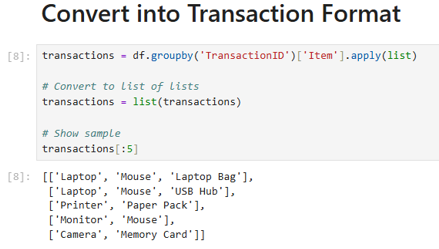 Convert into Transaction Format
[8]: transactions = df.groupby('TransactionID')['Item'].apply(list)
# Convert to list of lists
transactions = list(transactions)
# Show sample
transactions[:5]
[8]: [['Laptop', 'Mouse', 'Laptop Bag'],
['Laptop', 'Mouse', 'USB Hub'],
['Printer', 'Paper Pack'],
['Monitor', 'Mouse'],
['Camera', 'Memory Card']]